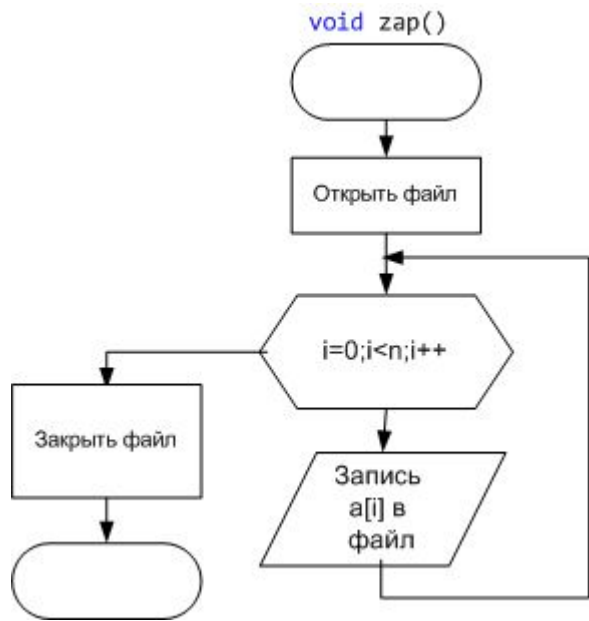 void zap()
Открыть файл
i=0;i<n;i++
Закрыть файл
Запись
a[i] в
файл